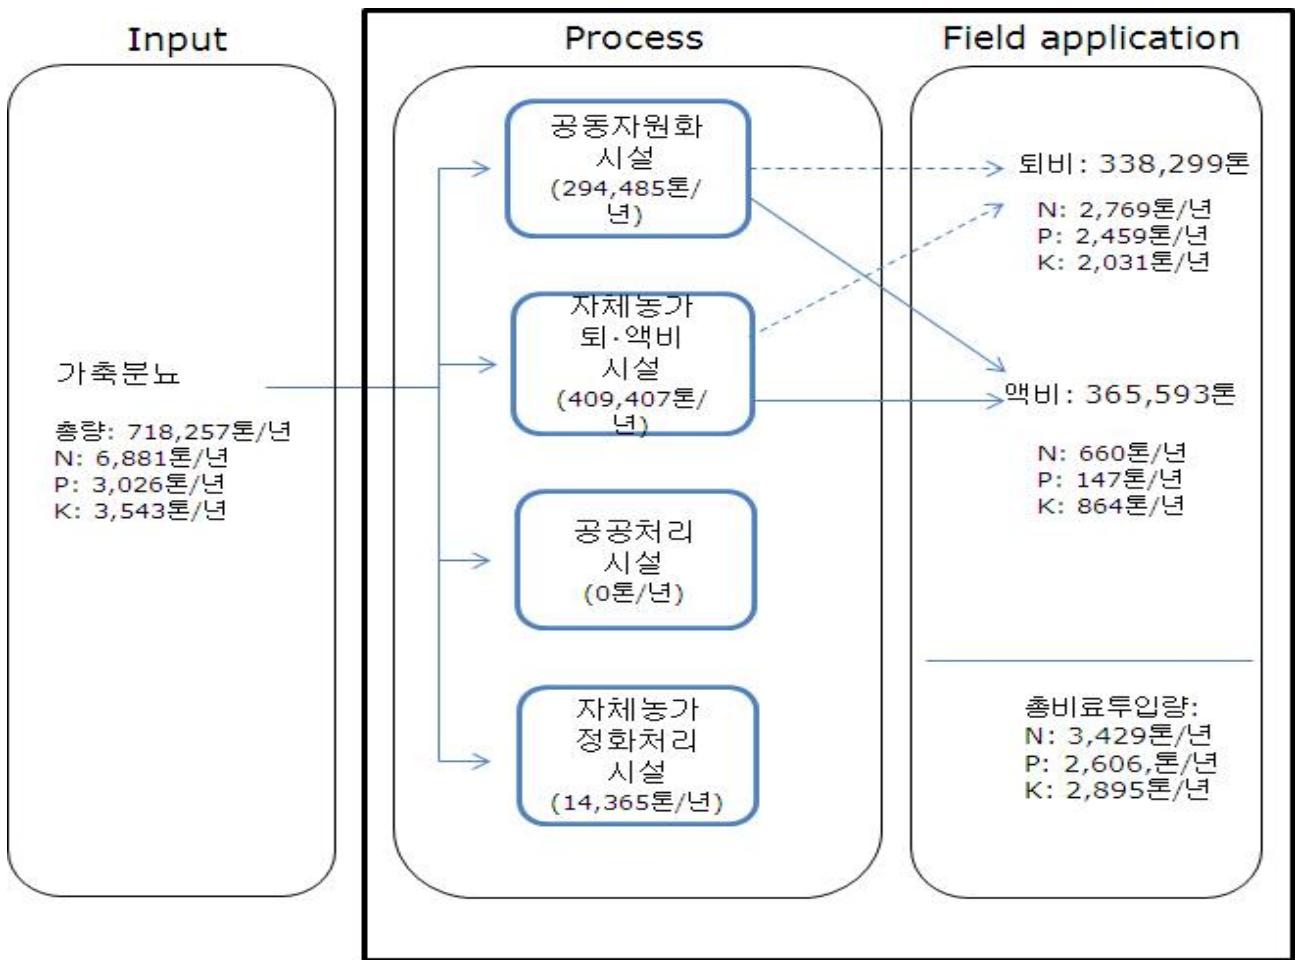 Input
Process
Field application
가축분뇨
총량: 718,257톤/년
N: 6,881톤/년
P: 3,026톤/년
K: 3,543톤/년
공동자원화
시설
(294,485톤/
년)
자체농가
퇴·액비
시설
(409,407톤/
년)
공공처리
시설
(0톤/년)
자체농가
정화처리
시설
(14,365톤/년)
퇴비: 338,299톤
N: 2,769톤/년
P: 2,459톤/년
K: 2,031톤/년
액비: 365,593톤
N: 660톤/년
P: 147톤/년
K: 864톤/년
총비료투입량:
N: 3,429톤/년
P: 2,606,톤/년
K: 2,895톤/년